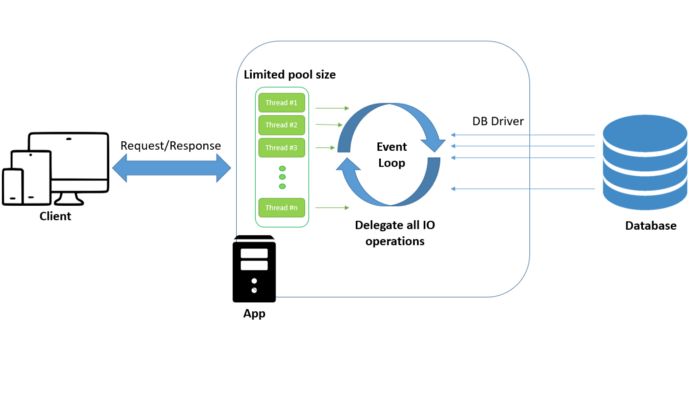 Limited pool size
Thread #1
Thread #2
Thread #3
Thread #n
Request/Response
Client
Event
Loop
Delegate all IO
operations
DB Driver
Database
App